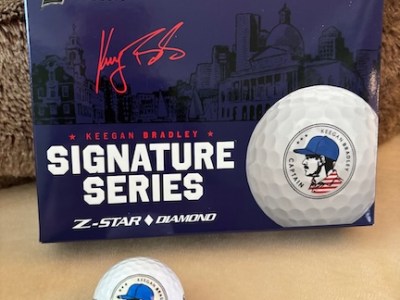 ★ KEEGAN BRADLEY ★
SIGNATURE
SERIES
Z-STAR ♦ DIAMOND
KEEGAN BRADLEY
CAPTAIN